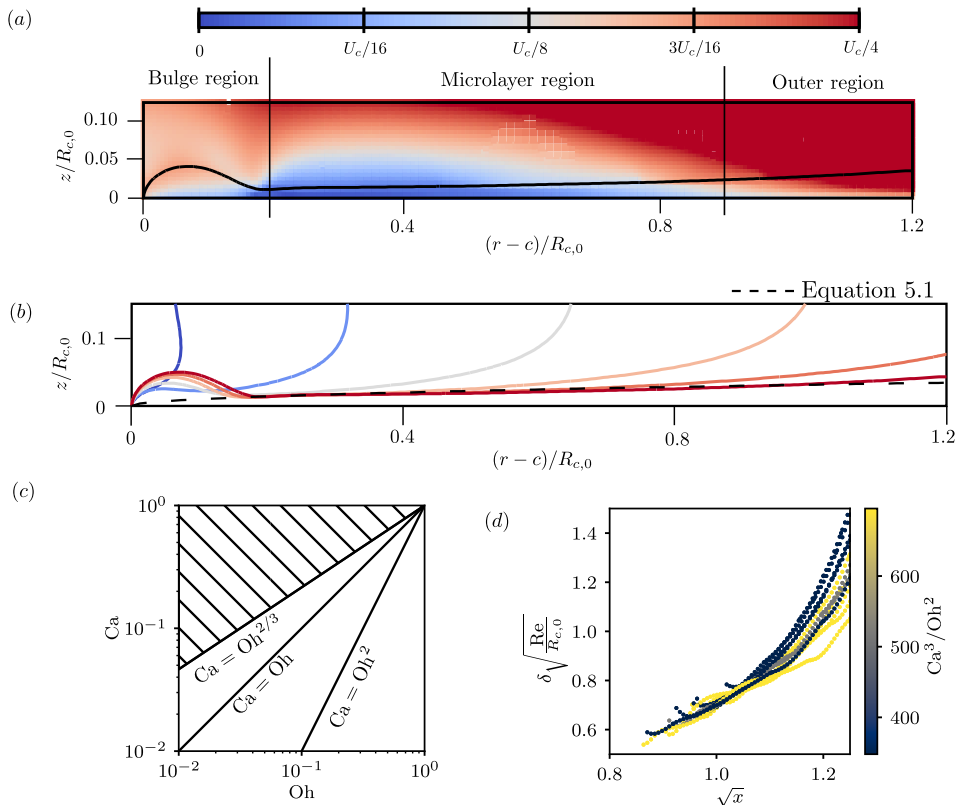 (a)
0 U_c/16 U_c/8 3U_c/16 U_c/4
Bulge region Microlayer region Outer region
z/R_{c,0}
0.10
0.05
0
0 0.4 0.8 1.2
(r − c)/R_{c,0}
Equation 5.1
(b)
z/R_{c,0}
0.1
0
0 0.4 0.8 1.2
(r − c)/R_{c,0}
(c)
Ca
10^0
10^{−1}
10^{−2}
Ca = Oh^{2/3}
Ca = Oh
Ca = Oh^2
10^{−2} 10^{−1} 10^0
Oh
(d)
δ√(Re/R_{c,0})
1.4
1.2
1.0
0.8
0.6
0.8 1.0 1.2
√x
600
500
400
Ca^3/Oh^2